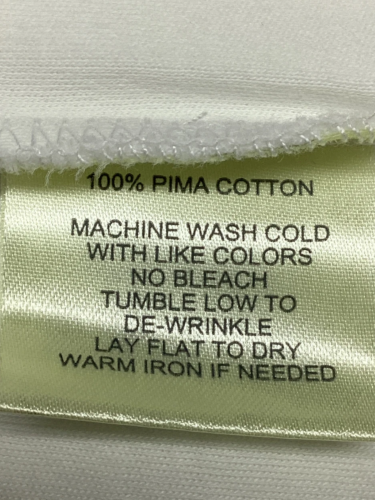 100% PIMA COTTON
MACHINE WASH COLD
WITH LIKE COLORS
NO BLEACH
TUMBLE LOW TO
DE-WRINKLE
LAY FLAT TO DRY
WARM IRON IF NEEDED